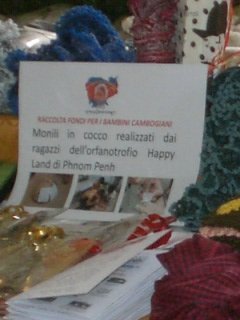 RACCOLTA FONDI PER I BAMBINI CAMBOGIANI
Monili in cocco realizzati dai
ragazzi dell'orfanotrofio Happy
Land di Phnom Penh